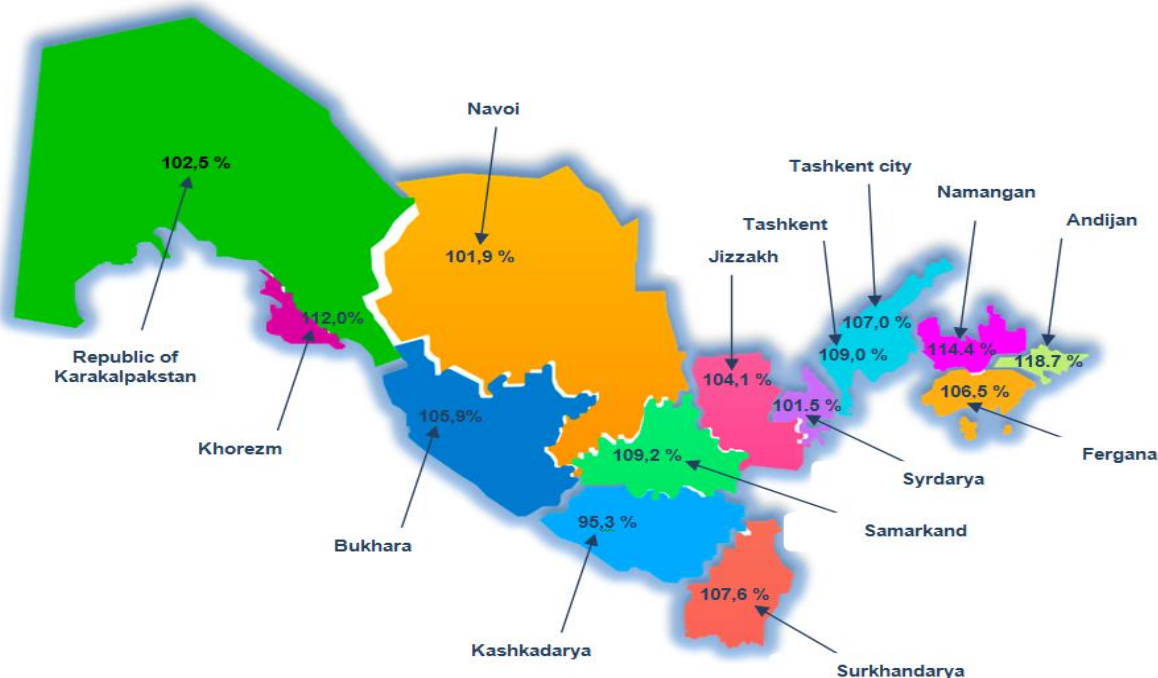 Navoi
Tashkent city
102,5 %
Namangan
Tashkent
Andijan
101,9 %
Jizzakh
112,0%
107,0 %
Republic of
Karakalpakstan
109,0 %
114.4 %
118.7 %
104,1 %
106,5 %
101.5 %
105,9%
Khorezm
109,2 %
Fergana
Syrdarya
95,3 %
Samarkand
Bukhara
107,6 %
Kashkadarya
Surkhandarya